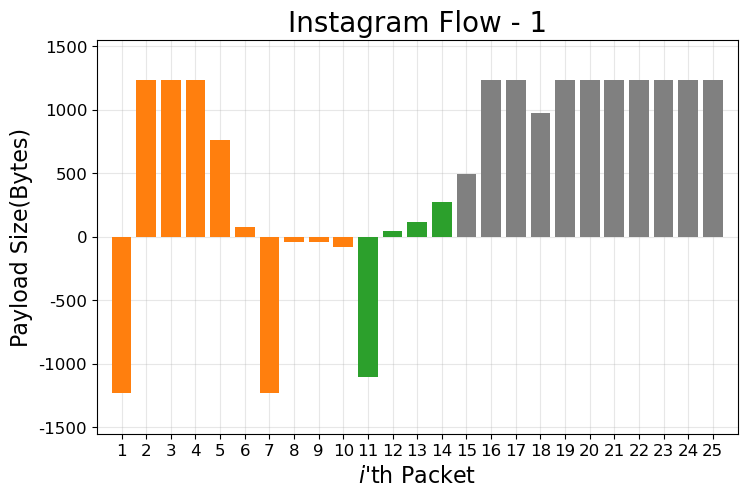 Instagram Flow - 1
Payload Size(Bytes)
1500
1000
500
0
-500
-1000
-1500
1 2 3 4 5 6 7 8 9 10 11 12 13 14 15 16 17 18 19 20 21 22 23 24 25
i'th Packet